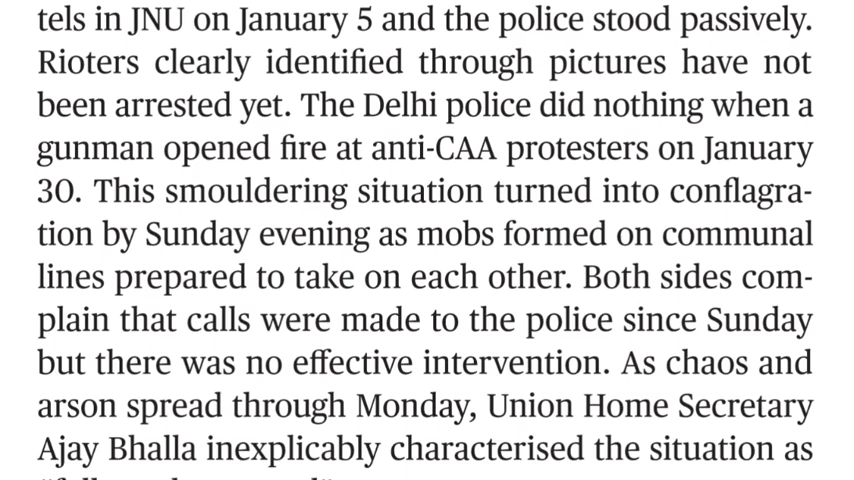 tels in JNU on January 5 and the police stood passively.
Rioters clearly identified through pictures have not
been arrested yet. The Delhi police did nothing when a
gunman opened fire at anti-CAA protesters on January
30. This smouldering situation turned into conflagra-
tion by Sunday evening as mobs formed on communal
lines prepared to take on each other. Both sides com-
plain that calls were made to the police since Sunday
but there was no effective intervention. As chaos and
arson spread through Monday, Union Home Secretary
Ajay Bhalla inexplicably characterised the situation as